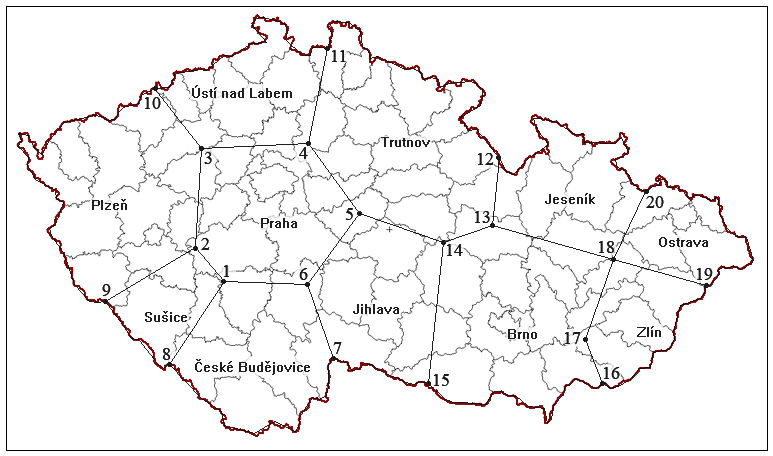 11
Ústí nad Labem
10
3
4
Trutnov
12
Jeseník
20
Plzeň
5
13
Praha
2
14
18
Ostrava
1
6
19
9
Sušice
Jihlava
Brno
17
Zlín
8
7
České Budějovice
15
16